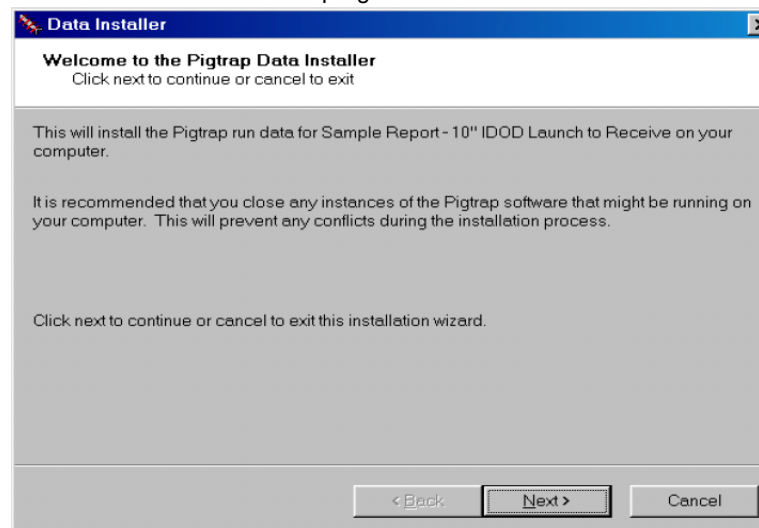 Data Installer
Welcome to the Pigtrap Data Installer
Click next to continue or cancel to exit
This will install the Pigtrap run data for Sample Report - 10" IDOD Launch to Receive on your
computer.
It is recommended that you close any instances of the Pigtrap software that might be running on
your computer. This will prevent any conflicts during the installation process.
Click next to continue or cancel to exit this installation wizard.
< Back
Next >
Cancel